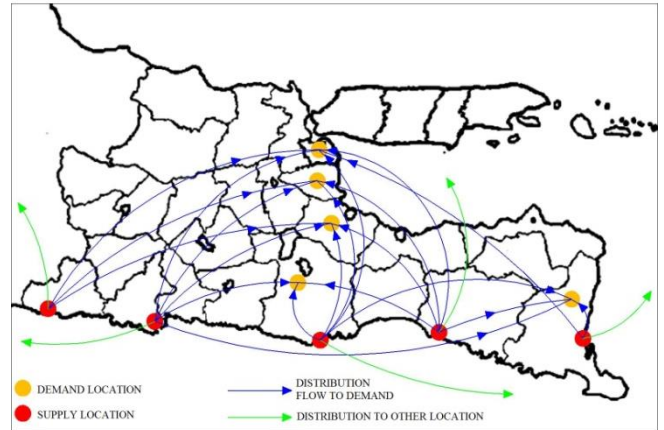 DEMAND LOCATION
SUPPLY LOCATION
DISTRIBUTION
FLOW TO DEMAND
DISTRIBUTION TO OTHER LOCATION